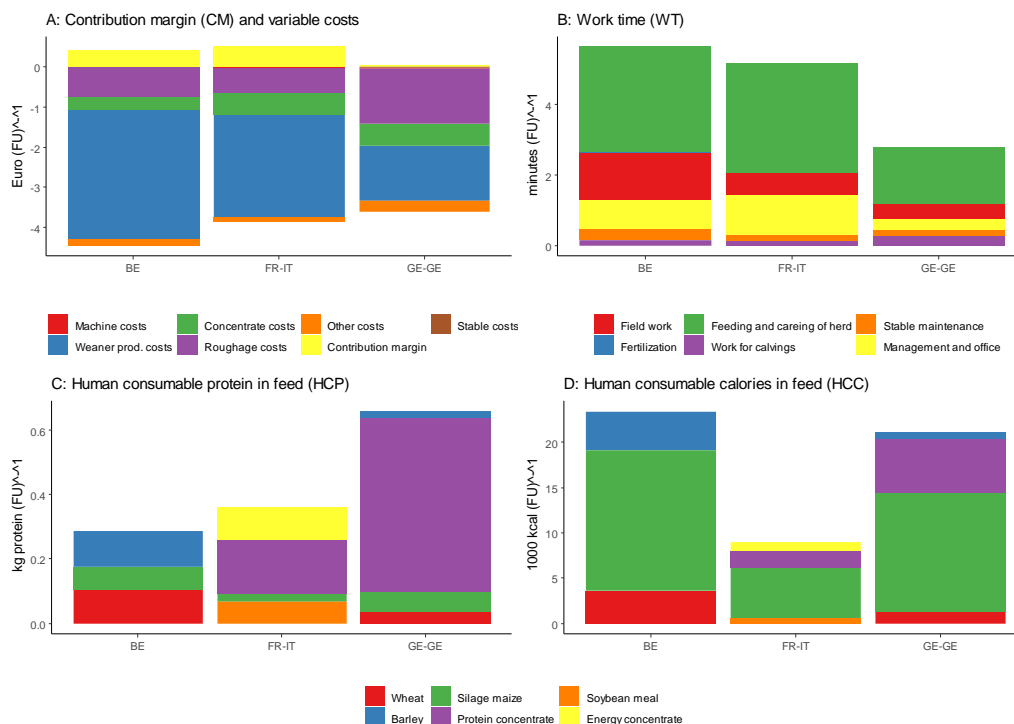 A: Contribution margin (CM) and variable costs
Euro (FU)^-^1
0
-1
-2
-3
-4
BE
FR-IT
GE-GE
Machine costs
Concentrate costs
Other costs
Stable costs
Weaner prod. costs
Roughage costs
Contribution margin
B: Work time (WT)
minutes (FU)^-^1
4
2
0
BE
FR-IT
GE-GE
Field work
Feeding and careing of herd
Stable maintenance
Fertilization
Work for calvings
Management and office
C: Human consumable protein in feed (HCP)
kg protein (FU)^-^1
0.6
0.4
0.2
0.0
BE
FR-IT
GE-GE
D: Human consumable calories in feed (HCC)
1000 kcal (FU)^-^1
20
15
10
5
0
BE
FR-IT
GE-GE
Wheat
Silage maize
Soybean meal
Barley
Protein concentrate
Energy concentrate